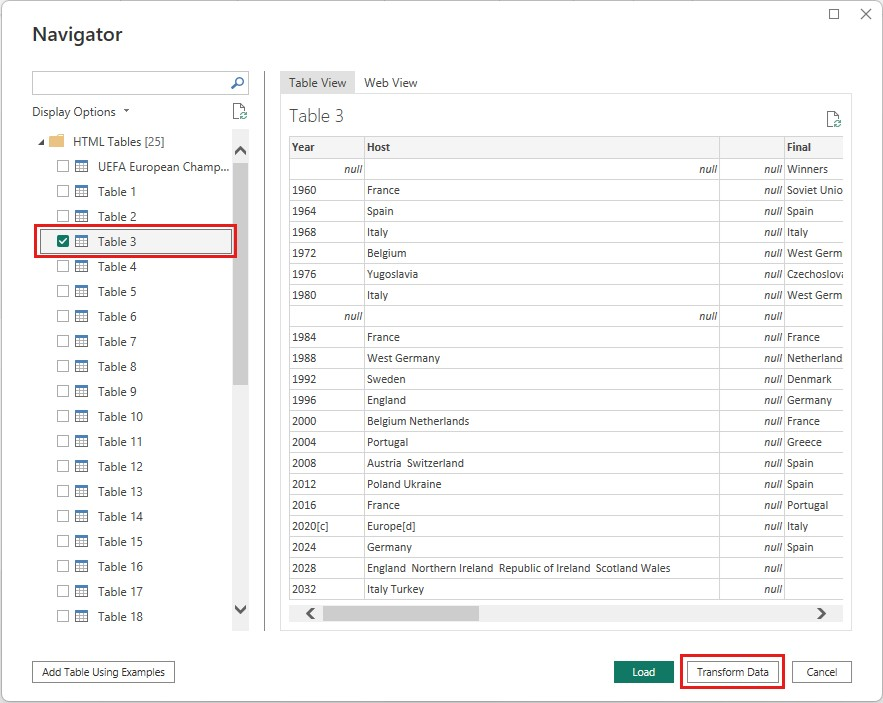 Navigator
Display Options
HTML Tables [25]
UEFA European Champ...
Table 1
Table 2
Table 3
Table 4
Table 5
Table 6
Table 7
Table 8
Table 9
Table 10
Table 11
Table 12
Table 13
Table 14
Table 15
Table 16
Table 17
Table 18
Table View Web View
Table 3
Year Host Final
null null null Winners
1960 France null Soviet Unio
1964 Spain null Spain
1968 Italy null Italy
1972 Belgium null West Germ
1976 Yugoslavia null Czechoslova
1980 Italy null West Germ
null null null
1984 France null France
1988 West Germany null Netherland
1992 Sweden null Denmark
1996 England null Germany
2000 Belgium Netherlands null France
2004 Portugal null Greece
2008 Austria Switzerland null Spain
2012 Poland Ukraine null Spain
2016 France null Portugal
2020[c] Europe[d] null Italy
2024 Germany null Spain
2028 England Northern Ireland Republic of Ireland Scotland Wales null
2032 Italy Turkey null
Add Table Using Examples Load Transform Data Cancel